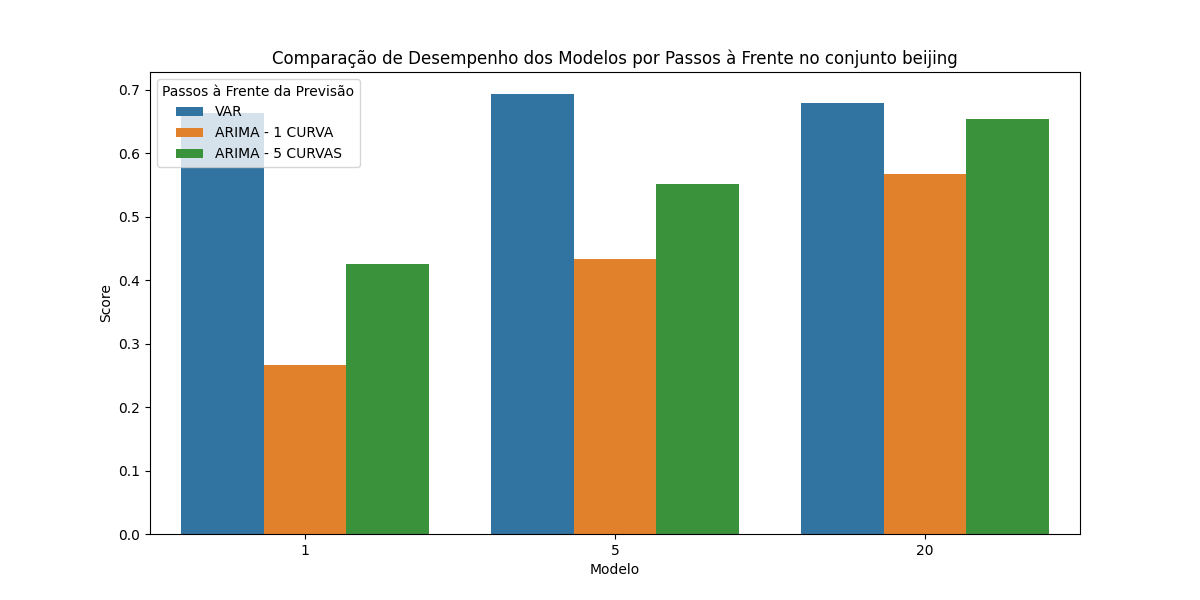 Comparação de Desempenho dos Modelos por Passos à Frente no conjunto beijing
Passos à Frente da Previsão
VAR
ARIMA - 1 CURVA
ARIMA - 5 CURVAS
Score
0.7
0.6
0.5
0.4
0.3
0.2
0.1
0.0
1
5
20
Modelo